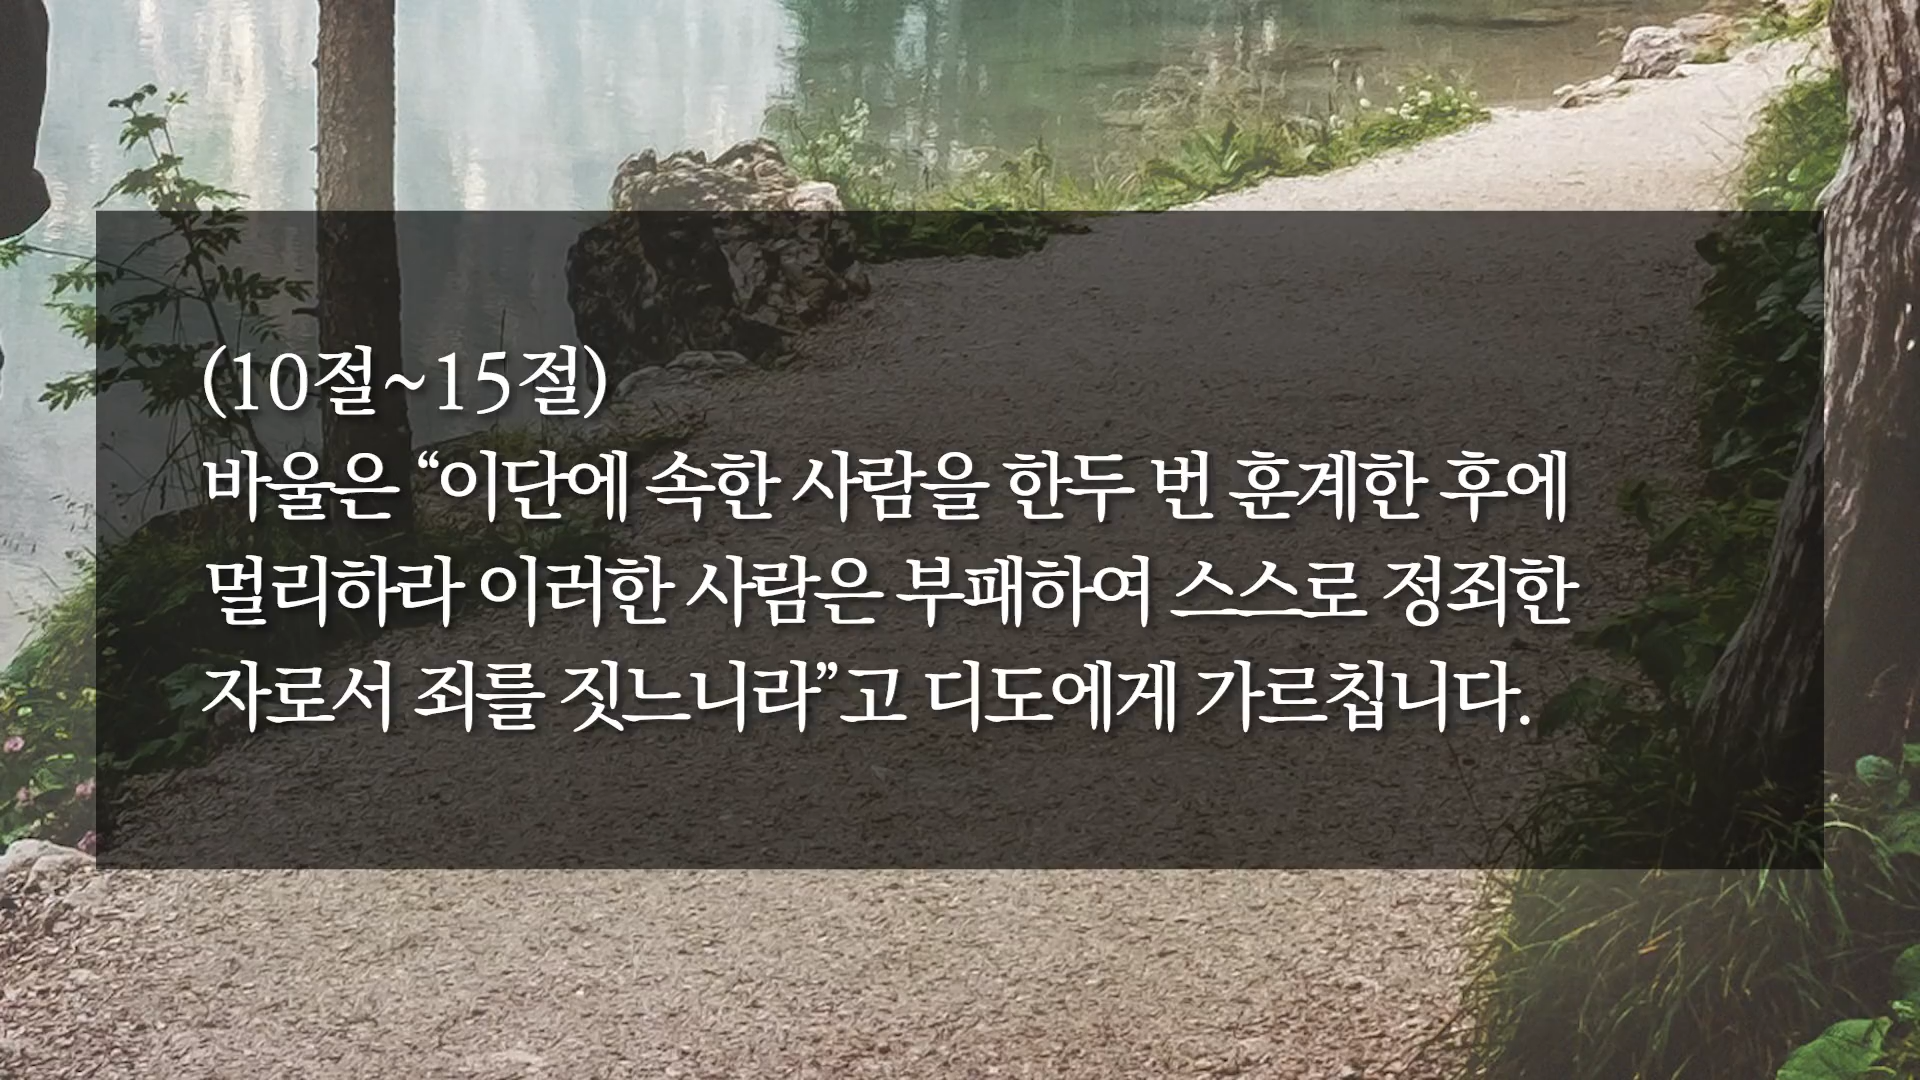 (10절~15절)
바울은 “이단에 속한 사람을 한두 번 훈계한 후에
멀리하라 이러한 사람은 부패하여 스스로 정죄한
자로서 죄를 짓느니라”고 디도에게 가르칩니다.